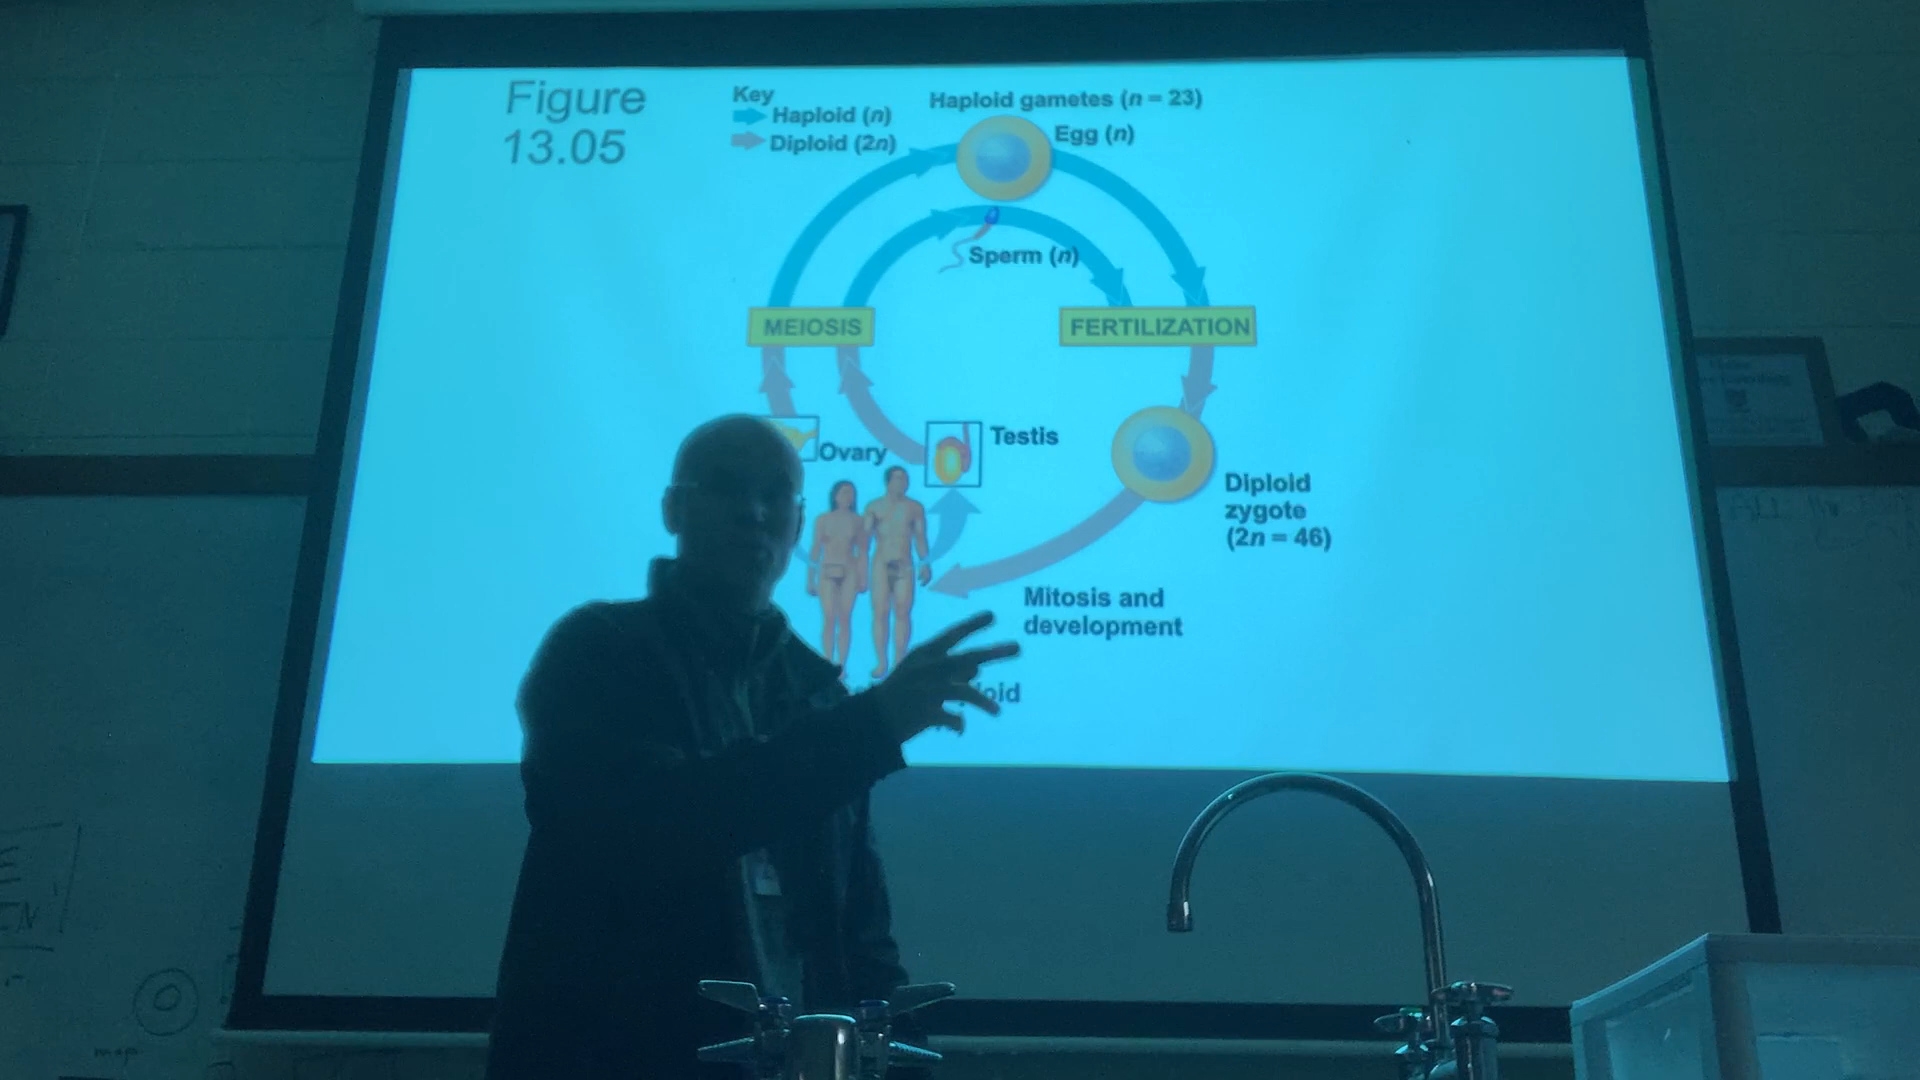 Figure
13.05
Key
Haploid (n)
Diploid (2n)
Haploid gametes (n = 23)
Egg (n)
Sperm (n)
MEIOSIS
FERTILIZATION
Ovary
Testis
Diploid
zygote
(2n = 46)
Mitosis and
development